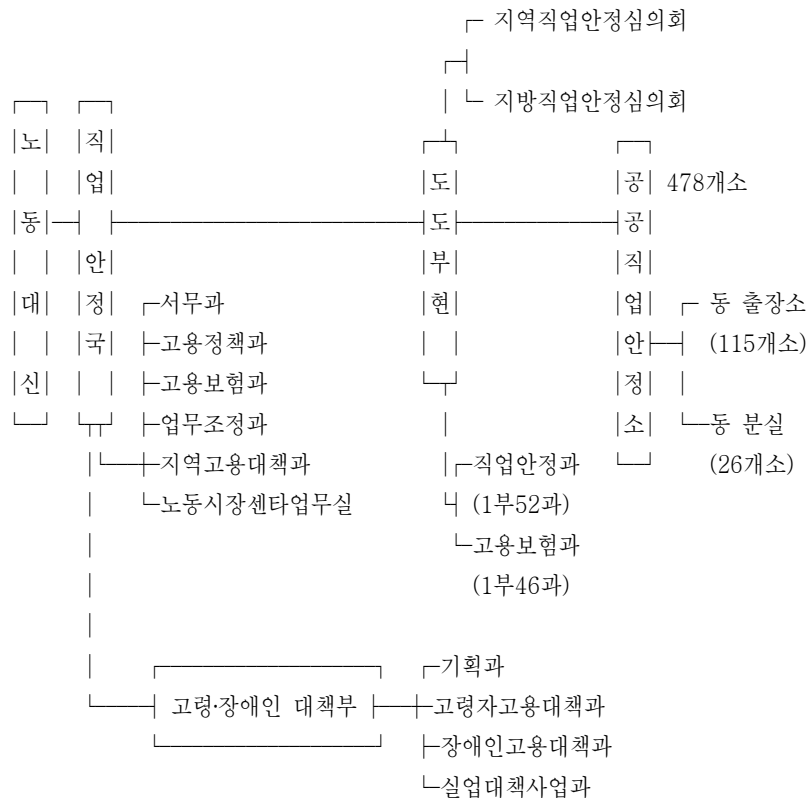 지역직업안정심의회
지방직업안정심의회
노동대신
직업안정국
도도부현
공공직업안정소
478개소
동 출장소
(115개소)
동 분실
(26개소)
서무과
고용정책과
고용보험과
업무조정과
지역고용대책과
노동시장센타업무실
직업안정과
(1부52과)
고용보험과
(1부46과)
고령·장애인 대책부
기획과
고령자고용대책과
장애인고용대책과
실업대책사업과